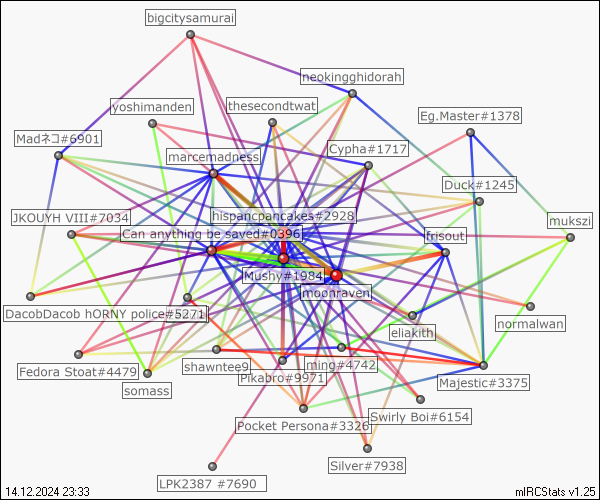 bigcitysamurai
neokingghidorah
yoshimanden
thesecondtwat
Eg.Master#1378
Madネコ#6901
Cypha#1717
marcemadness
Duck#1245
JKOUYH VIII#7034
hispancpancakes#2928
mukszi
Can anything be saved#0396
frisout
Mushy#1984
moonraven
DacobDacob hORNY police#5271
normalwan
eliakith
Fedora Stoat#4479
shawntee9
ming#4742
Pikabro#9971
Majestic#3375
somass
Swirly Boi#6154
Pocket Persona#3326
Silver#7938
LPK2387 #7690
14.12.2024 23:33
mIRCStats v1.25